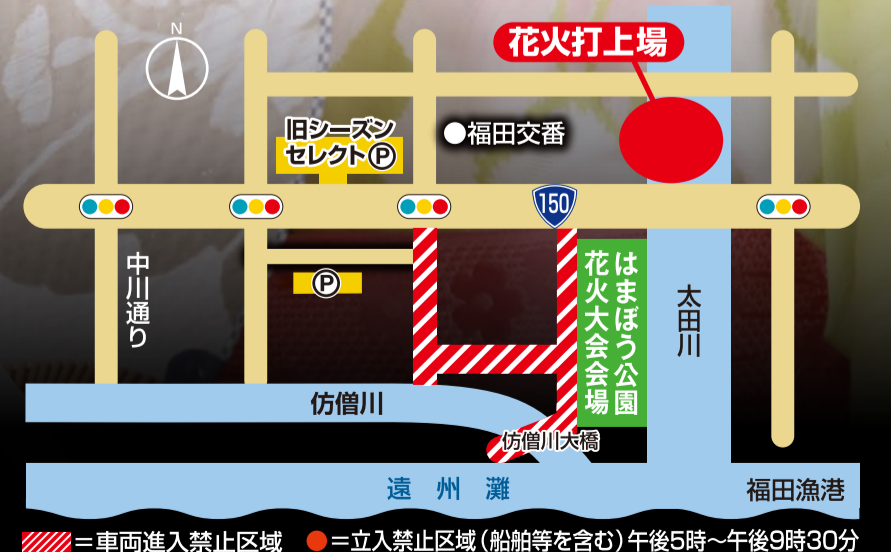 N
花火打上場
旧シーズン
セレクトⓅ
●福田交番
150
中川通り
Ⓟ
はまぼう公園
花火大会会場
太田川
仿僧川
仿僧川大橋
遠州灘
福田漁港
=車両進入禁止区域 ●=立入禁止区域(船舶等を含む)午後5時〜午後9時30分